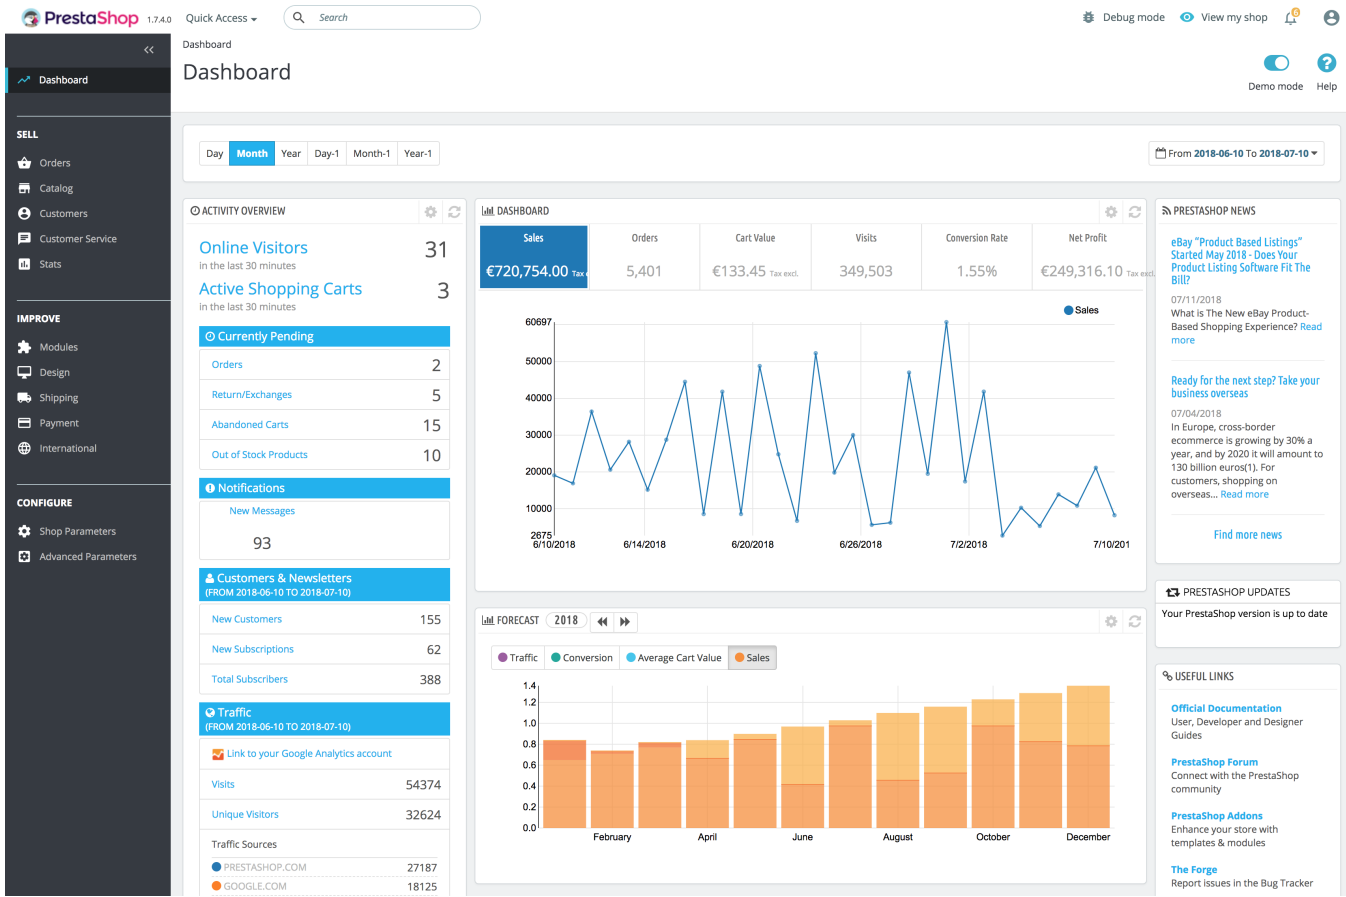 PrestaShop 1.7.4.0 Quick Access Search Debug mode View my shop 6
Dashboard
Dashboard
Demo mode Help
Dashboard
SELL
Orders
Catalog
Customers
Customer Service
Stats
IMPROVE
Modules
Design
Shipping
Payment
International
CONFIGURE
Shop Parameters
Advanced Parameters
Day Month Year Day-1 Month-1 Year-1
From 2018-06-10 To 2018-07-10
ACTIVITY OVERVIEW
Online Visitors 31
in the last 30 minutes
Active Shopping Carts 3
in the last 30 minutes
Currently Pending
Orders 2
Return/Exchanges 5
Abandoned Carts 15
Out of Stock Products 10
Notifications
New Messages
93
Customers & Newsletters
(FROM 2018-06-10 TO 2018-07-10)
New Customers 155
New Subscriptions 62
Total Subscribers 388
Traffic
(FROM 2018-06-10 TO 2018-07-10)
Link to your Google Analytics account
Visits 54374
Unique Visitors 32624
Traffic Sources
PRESTASHOP.COM 27187
GOOGLE.COM 18125
DASHBOARD
Sales Orders Cart Value Visits Conversion Rate Net Profit
€720,754.00 Tax 5,401 €133.45 Tax excl. 349,503 1.55% €249,316.10 Tax excl.
Sales
60697
50000
40000
30000
20000
10000
2675
6/10/2018 6/14/2018 6/20/2018 6/26/2018 7/2/2018 7/10/201
FORECAST 2018
Traffic Conversion Average Cart Value Sales
1.4
1.2
1.0
0.8
0.6
0.4
0.2
0.0
February April June August October December
PRESTASHOP NEWS
eBay “Product Based Listings”
Started May 2018 - Does Your
Product Listing Software Fit The
Bill?
07/11/2018
What is The New eBay Product-
Based Shopping Experience? Read
more
Ready for the next step? Take your
business overseas
07/04/2018
In Europe, cross-border
ecommerce is growing by 30% a
year, and by 2020 it will amount to
130 billion euros(1). For
customers, shopping on
overseas... Read more
Find more news
PRESTASHOP UPDATES
Your PrestaShop version is up to date
USEFUL LINKS
Official Documentation
User, Developer and Designer
Guides
PrestaShop Forum
Connect with the PrestaShop
community
PrestaShop Addons
Enhance your store with
templates & modules
The Forge
Report issues in the Bug Tracker